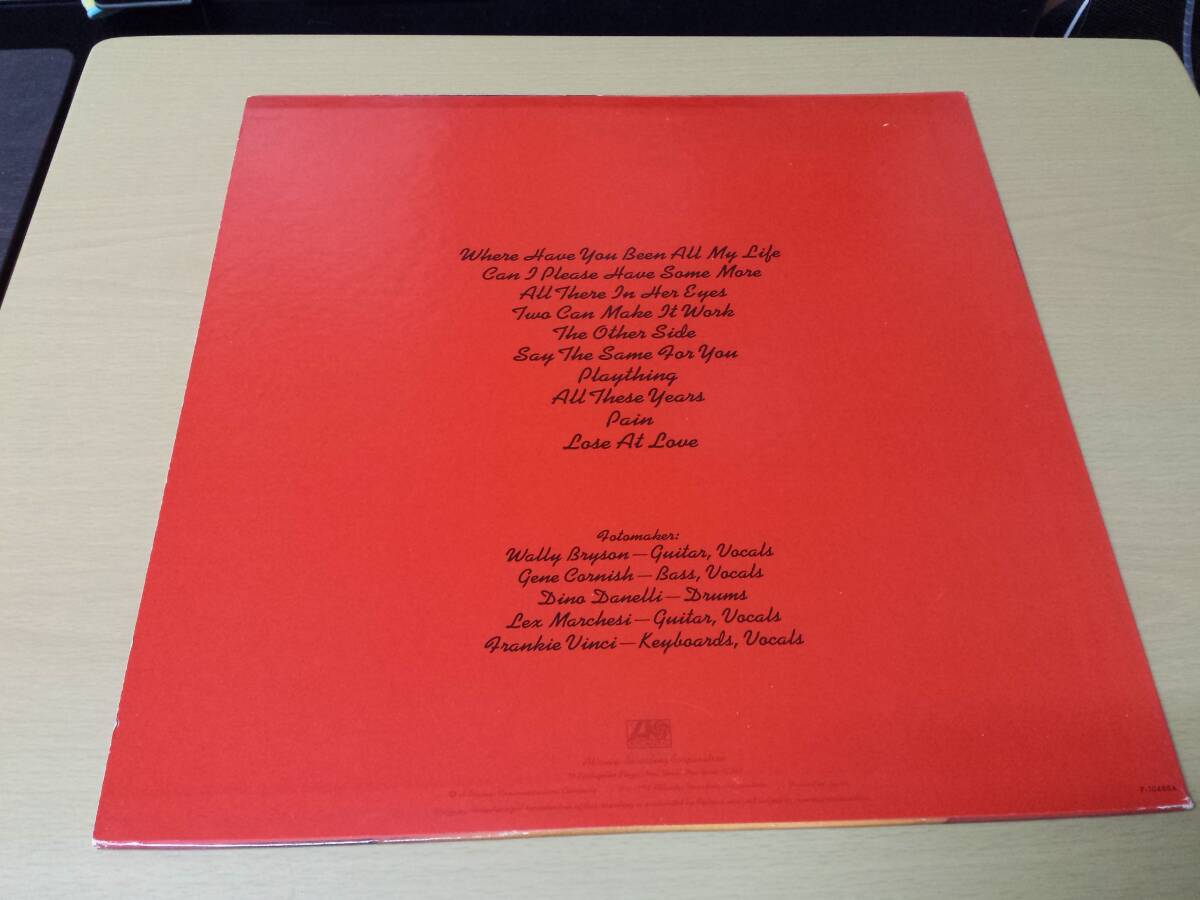 Where Have You Been All My Life
Can I Please Have Some More
All There In Her Eyes
Two Can Make It Work
The Other Side
Say The Same For You
Plaything
All These Years
Pain
Lose At Love
Fotomaker:
Wally Bryson—Guitar, Vocals
Gene Cornish—Bass, Vocals
Dino Danelli—Drums
Lex Marchesi—Guitar, Vocals
Frankie Vinci—Keyboards, Vocals
Atlantic Recording Corporation